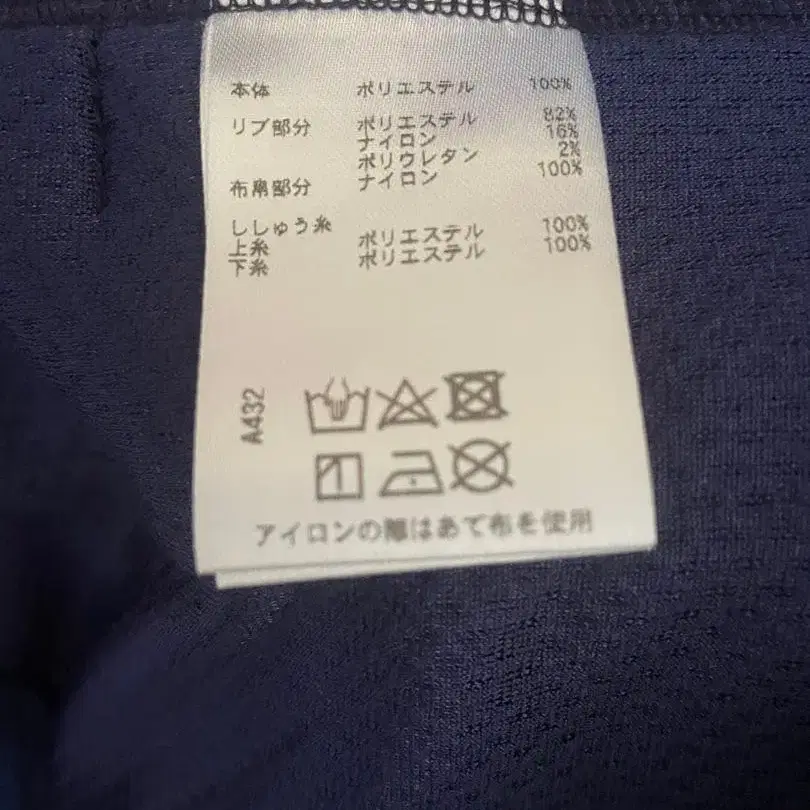 本体 ポリエステル 100%
リブ部分 ポリエステル 82%
ナイロン 16%
ポリウレタン 2%
布帛部分 ナイロン 100%
ししゅう糸
上糸 ポリエステル 100%
下糸 ポリエステル 100%
A432
アイロンの際はあて布を使用